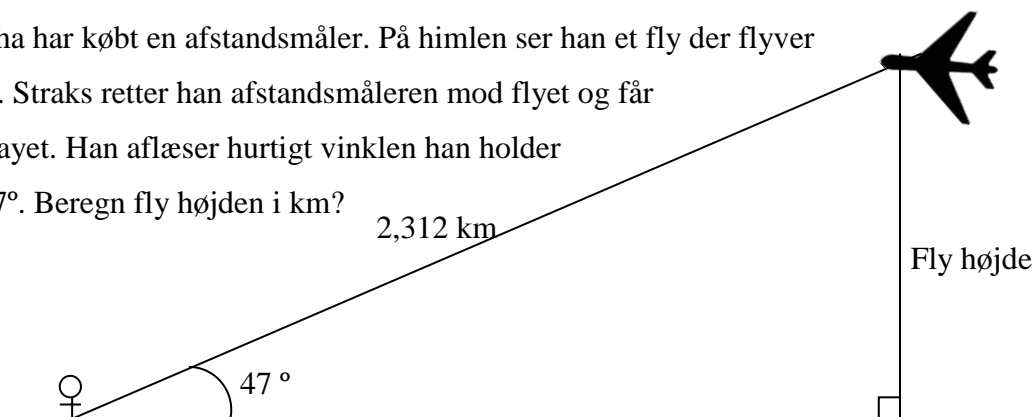 ha har købt en afstandsmåler. På himlen ser han et fly der flyver
. Straks retter han afstandsmåleren mod flyet og får
ayet. Han aflæser hurtigt vinklen han holder
7º. Beregn fly højden i km?
2,312 km
Fly højde
47 º